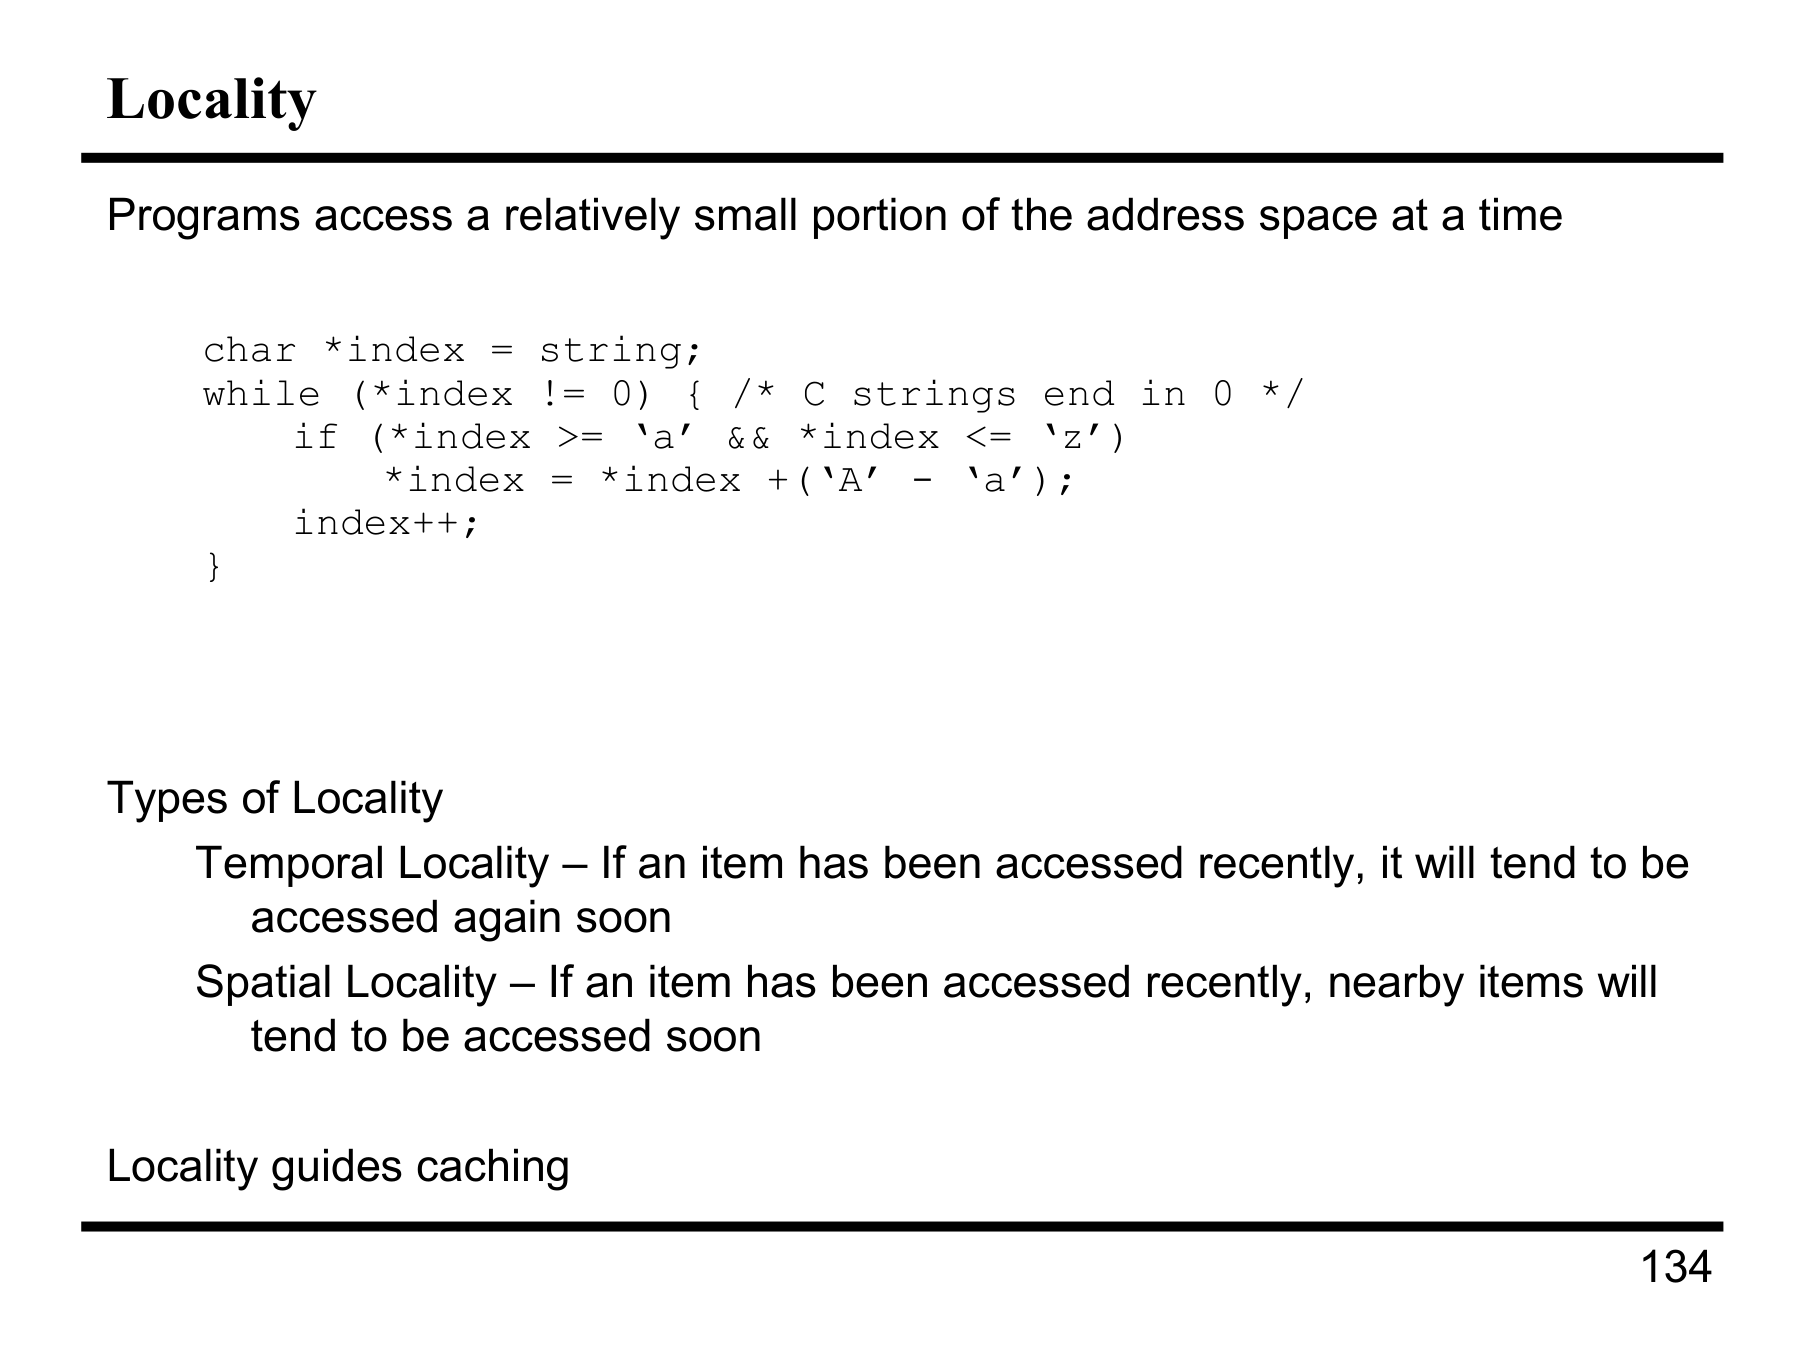 Locality
Programs access a relatively small portion of the address space at a time
char *index = string;
while (*index != 0) { /* C strings end in 0 */
if (*index >= ‘a’ && *index <= ‘z’)
*index = *index +(‘A’ - ‘a’);
index++;
}
Types of Locality
Temporal Locality – If an item has been accessed recently, it will tend to be
accessed again soon
Spatial Locality – If an item has been accessed recently, nearby items will
tend to be accessed soon
Locality guides caching
134